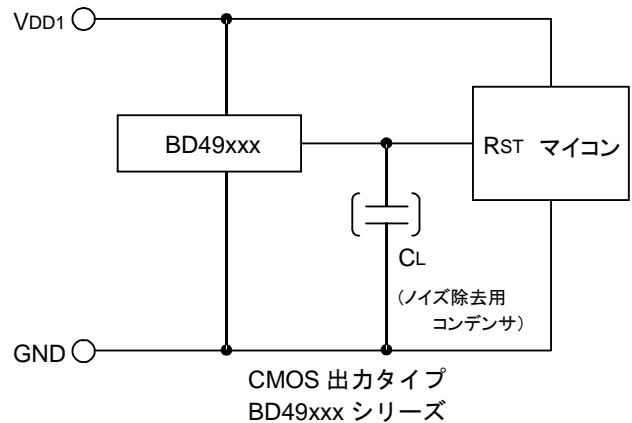 VDD1
BD49xxx
RST マイコン
CL
(ノイズ除去用
コンデンサ)
GND
CMOS 出力タイプ
BD49xxx シリーズ